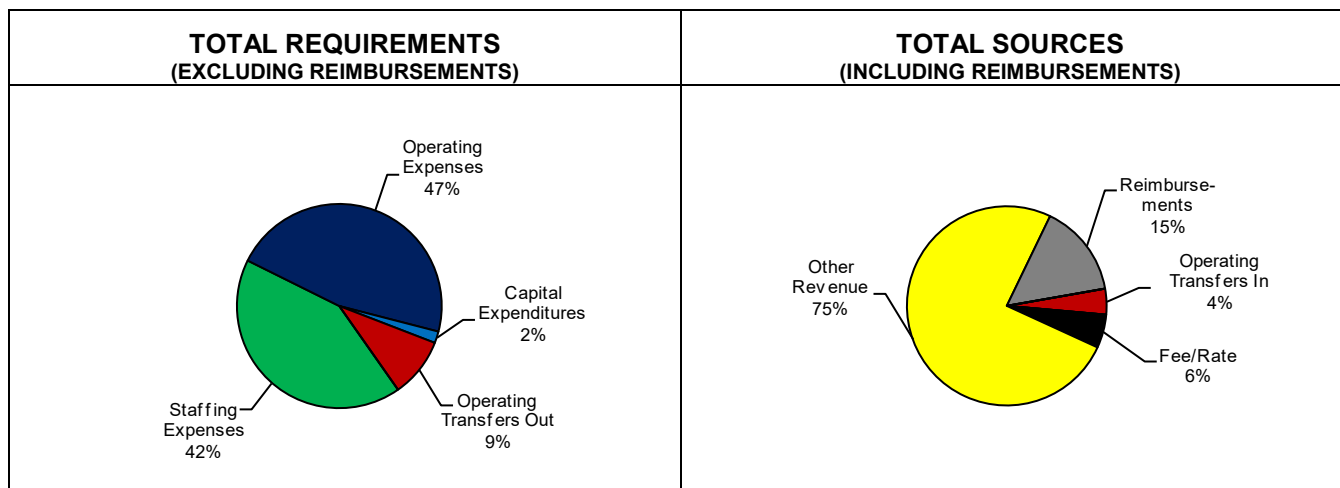 TOTAL REQUIREMENTS
(EXCLUDING REIMBURSEMENTS)
Operating
Expenses
47%
Capital
Expenditures
2%
Operating
Transfers Out
9%
Staffing
Expenses
42%
TOTAL SOURCES
(INCLUDING REIMBURSEMENTS)
Reimburse-
ments
15%
Operating
Transfers In
4%
Fee/Rate
6%
Other
Revenue
75%